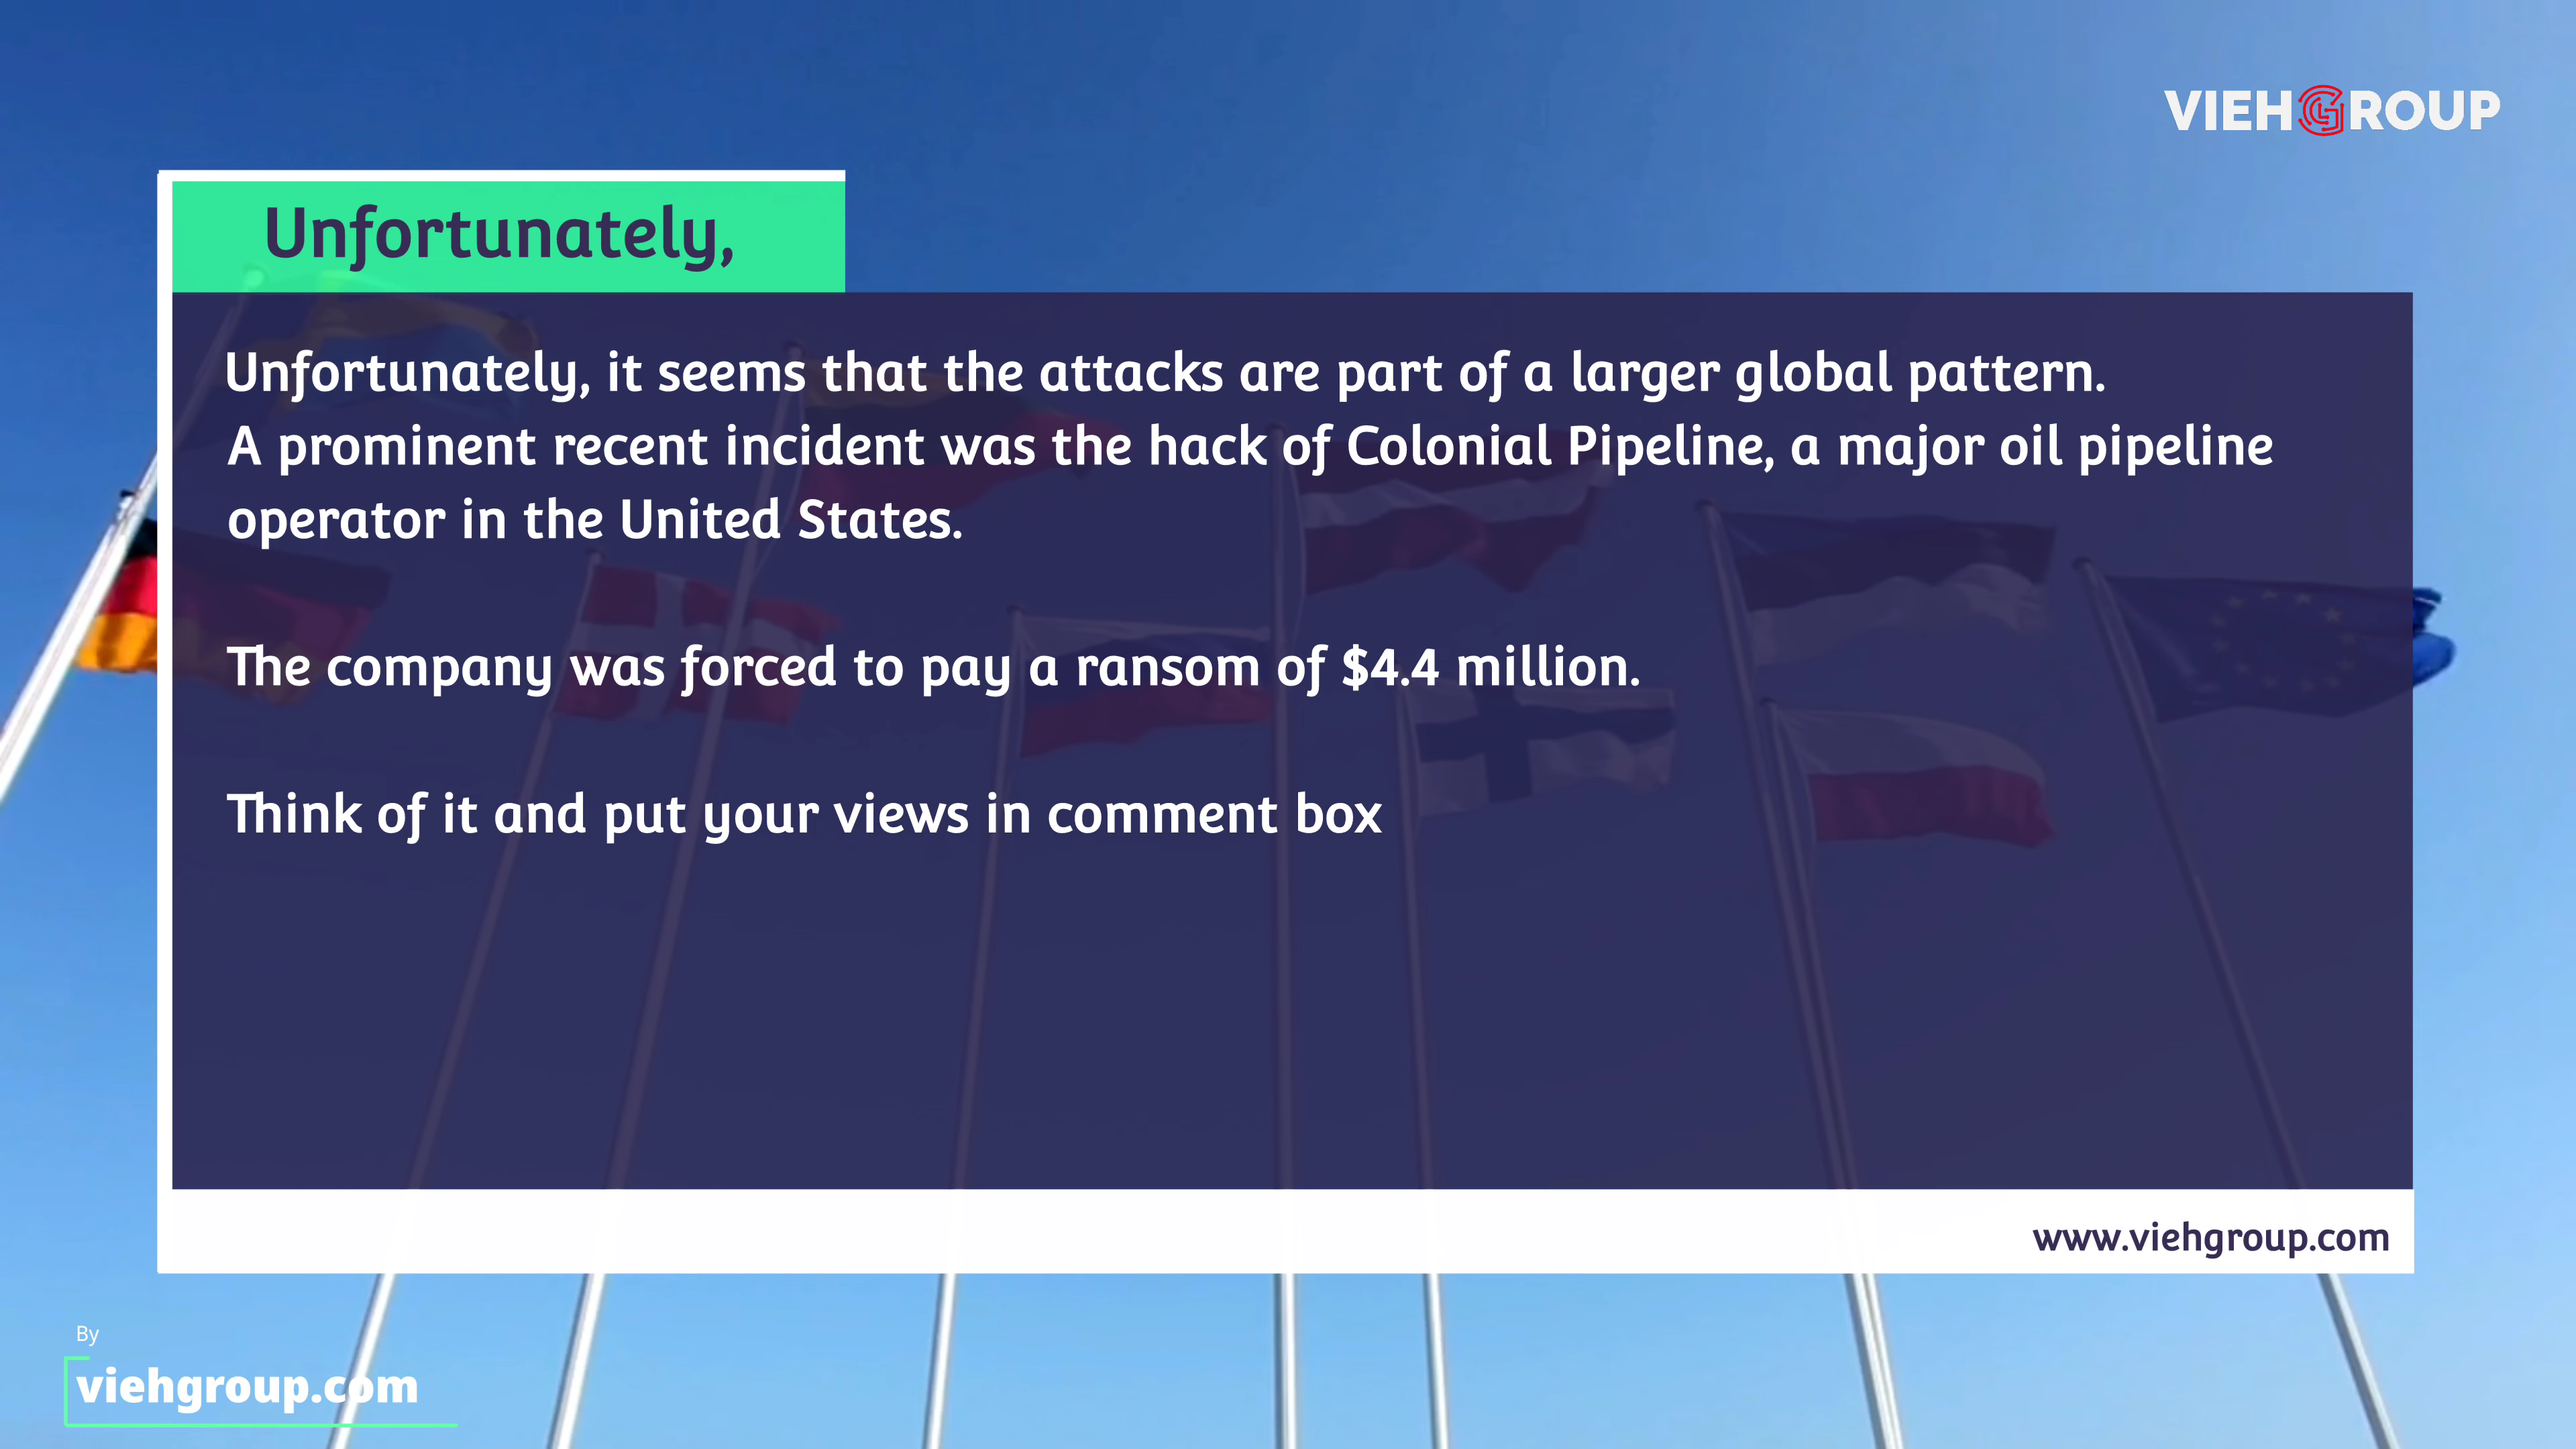 VIEHGROUP
Unfortunately,
Unfortunately, it seems that the attacks are part of a larger global pattern.
A prominent recent incident was the hack of Colonial Pipeline, a major oil pipeline
operator in the United States.
The company was forced to pay a ransom of $4.4 million.
Think of it and put your views in comment box
www.viehgroup.com
By
viehgroup.com